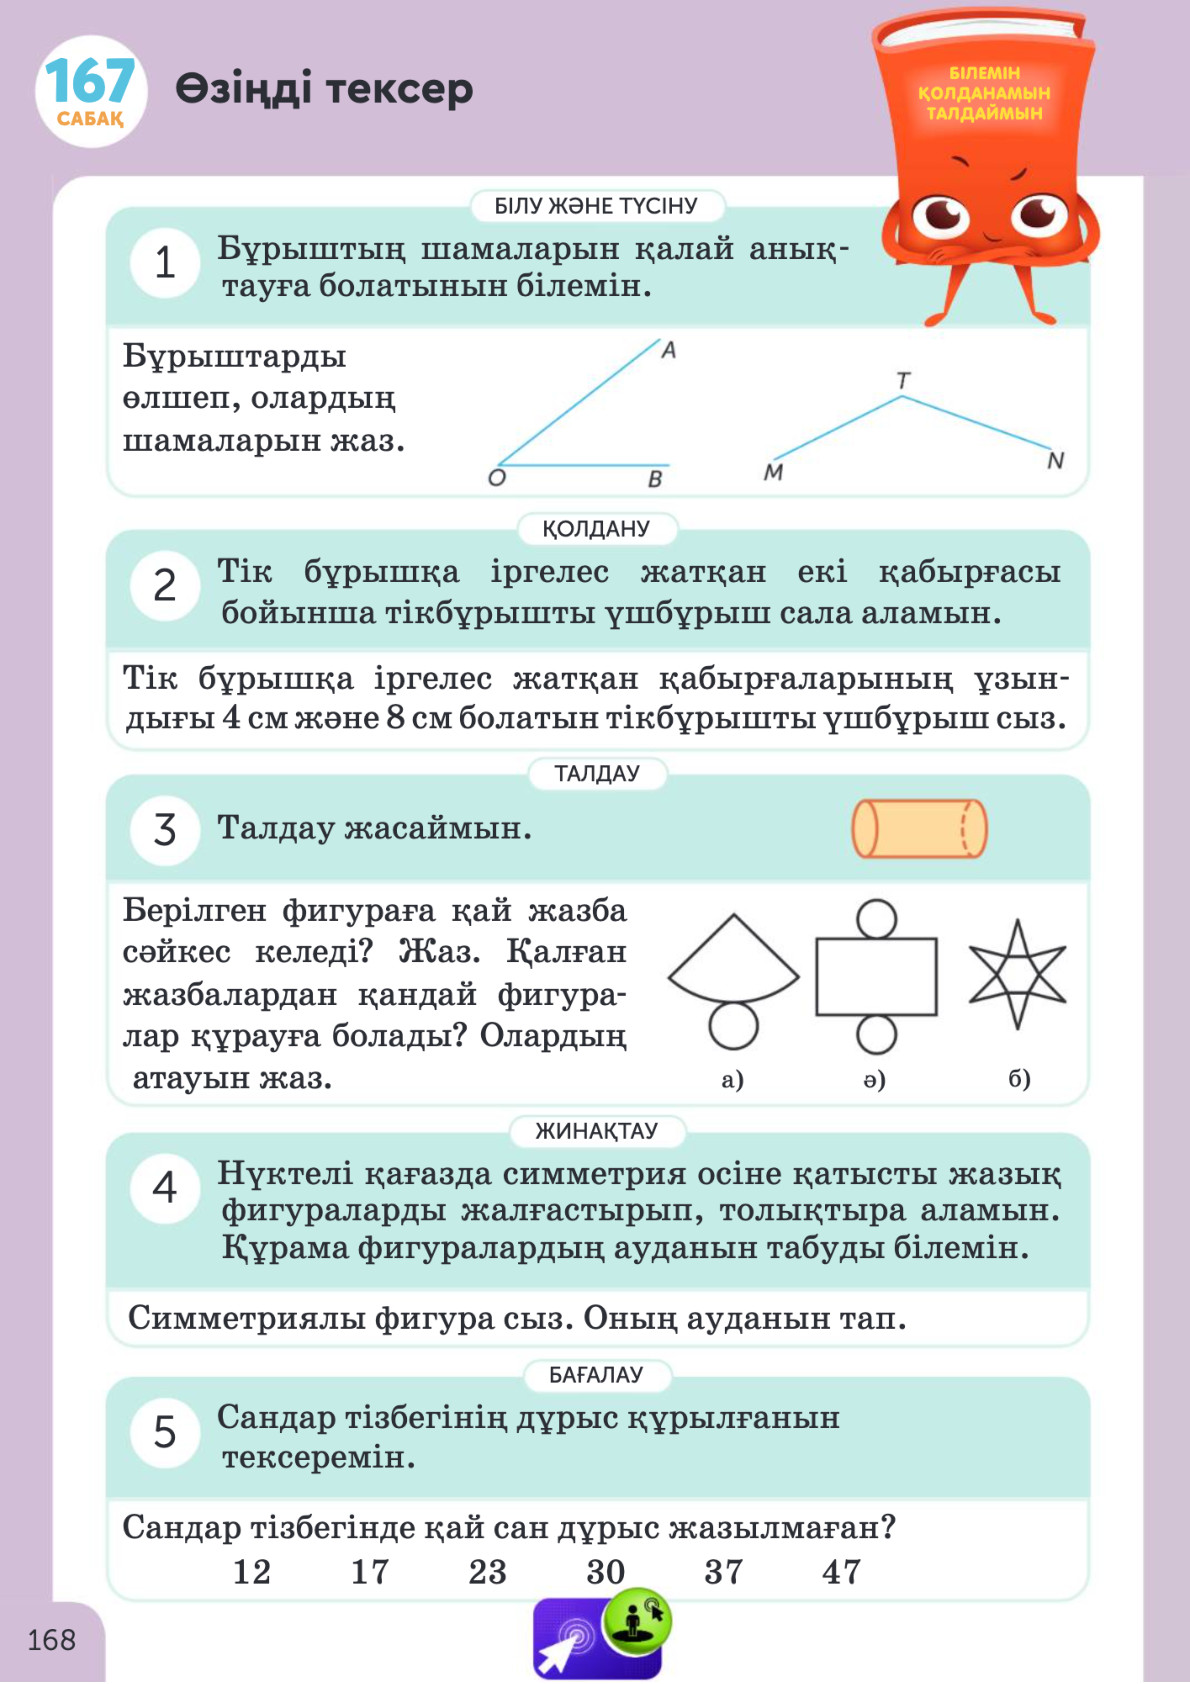 167
САБАҚ
Өзіңді тексер
БІЛЕМІН
ҚОЛДАНАМЫН
ТАЛДАЙМЫН
БІЛУ ЖӘНЕ ТҮСІНУ
1
Бұрыштың шамаларын қалай анық-
тауға болатынын білемін.
Бұрыштарды
өлшеп, олардың
шамаларын жаз.
A
O
B
T
M
N
ҚОЛДАНУ
2
Тік бұрышқа іргелес жатқан екі қабырғасы
бойынша тікбұрышты үшбұрыш сала аламын.
Тік бұрышқа іргелес жатқан қабырғаларының ұзын-
дығы 4 см және 8 см болатын тікбұрышты үшбұрыш сыз.
ТАЛДАУ
3
Талдау жасаймын.
Берілген фигураға қай жазба
сәйкес келеді? Жаз. Қалған
жазбалардан қандай фигура-
лар құрауға болады? Олардың
атауын жаз.
а)
ә)
б)
ЖИНАҚТАУ
4
Нүктелі қағазда симметрия осіне қатысты жазық
фигураларды жалғастырып, толықтыра аламын.
Құрама фигуралардың ауданын табуды білемін.
Симметриялы фигура сыз. Оның ауданын тап.
БАҒАЛАУ
5
Сандар тізбегінің дұрыс құрылғанын
тексеремін.
Сандар тізбегінде қай сан дұрыс жазылмаған?
12 17 23 30 37 47
168